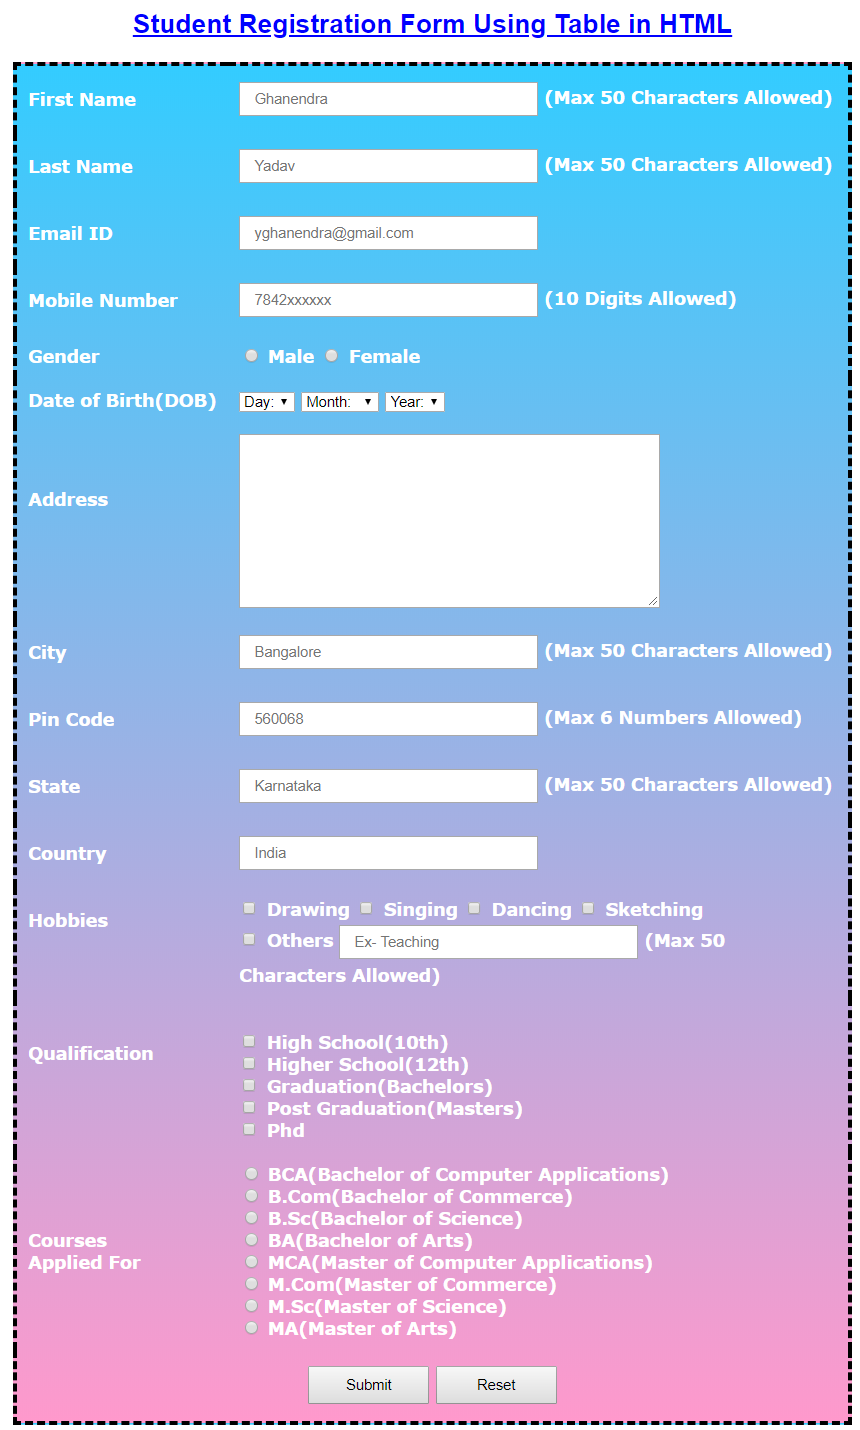 Student Registration Form Using Table in HTML
First Name Ghanendra (Max 50 Characters Allowed)
Last Name Yadav (Max 50 Characters Allowed)
Email ID yghanendra@gmail.com
Mobile Number 7842xxxxxx (10 Digits Allowed)
Gender Male Female
Date of Birth(DOB) Day: Month: Year:
Address
City Bangalore (Max 50 Characters Allowed)
Pin Code 560068 (Max 6 Numbers Allowed)
State Karnataka (Max 50 Characters Allowed)
Country India
Hobbies Drawing Singing Dancing Sketching
Others Ex- Teaching (Max 50
Characters Allowed)
Qualification High School(10th)
Higher School(12th)
Graduation(Bachelors)
Post Graduation(Masters)
Phd
Courses
Applied For
BCA(Bachelor of Computer Applications)
B.Com(Bachelor of Commerce)
B.Sc(Bachelor of Science)
BA(Bachelor of Arts)
MCA(Master of Computer Applications)
M.Com(Master of Commerce)
M.Sc(Master of Science)
MA(Master of Arts)
Submit Reset